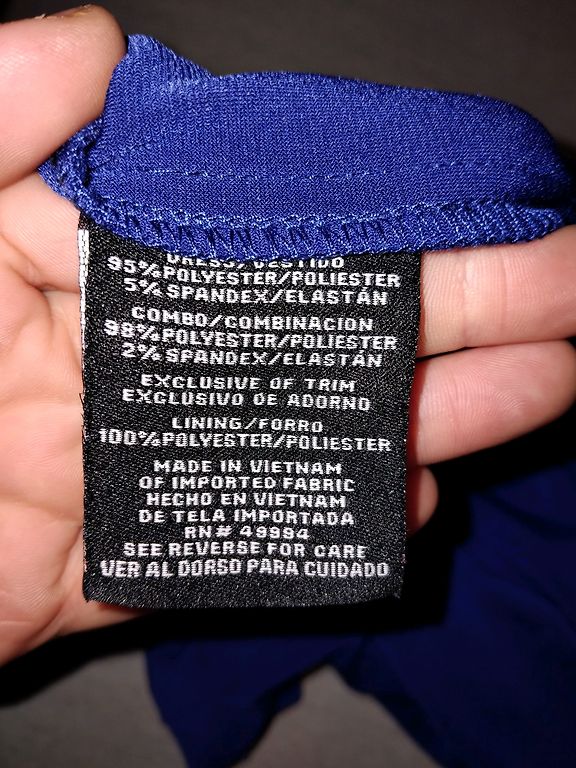 DRESS/VESTIDO
95% POLYESTER/POLIESTER
5% SPANDEX/ELASTÁN
COMBO/COMBINACION
98% POLYESTER/POLIESTER
2% SPANDEX/ELASTÁN
EXCLUSIVE OF TRIM
EXCLUSIVO DE ADORNO
LINING/FORRO
100% POLYESTER/POLIESTER
MADE IN VIETNAM
OF IMPORTED FABRIC
HECHO EN VIETNAM
DE TELA IMPORTADA
RN# 49994
SEE REVERSE FOR CARE
VER AL DORSO PARA CUIDADO